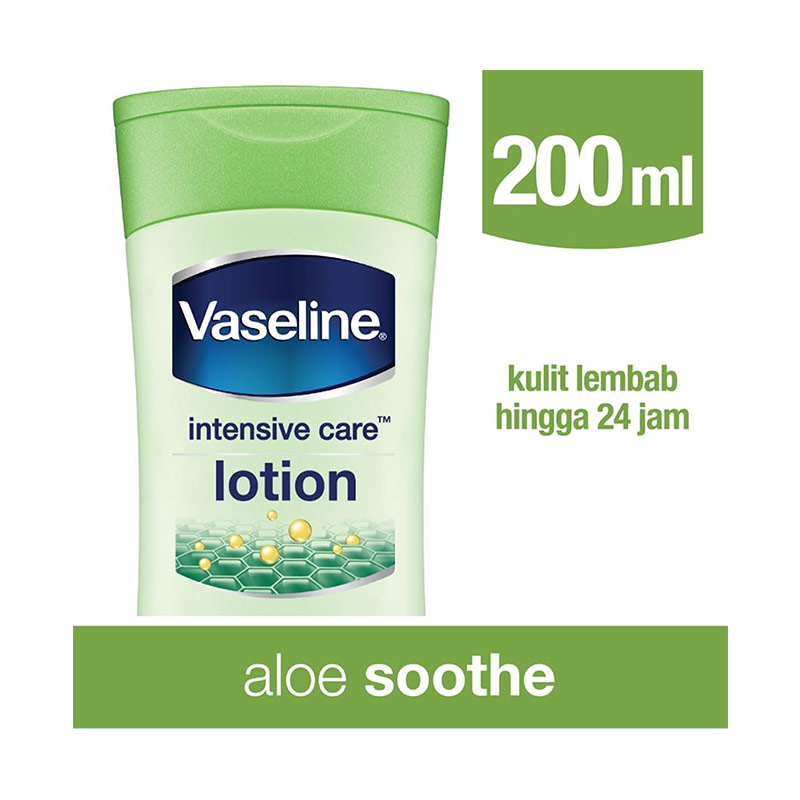 200 ml
Vaseline®
intensive care™
lotion
kulit lembab
hingga 24 jam
aloe soothe